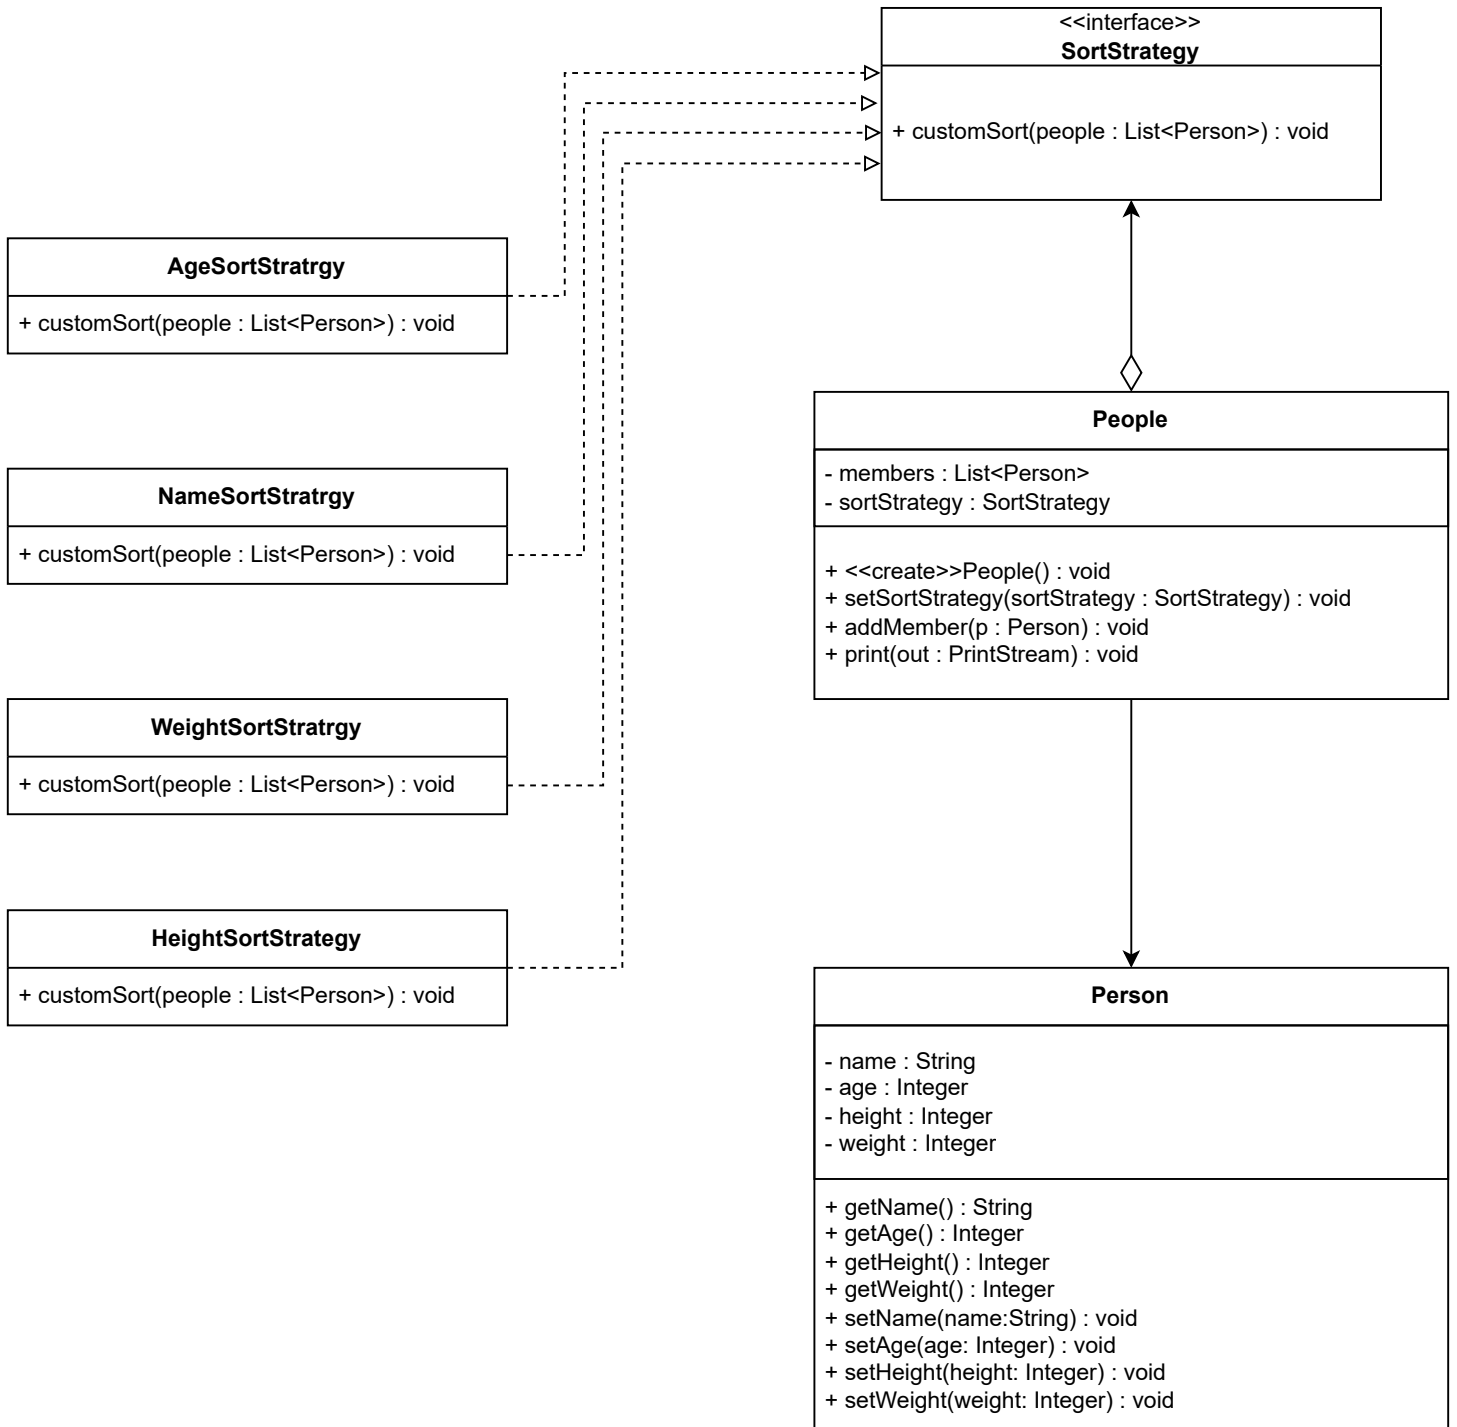 <<interface>>
SortStrategy
+ customSort(people : List<Person>) : void
AgeSortStratrgy
+ customSort(people : List<Person>) : void
NameSortStratrgy
+ customSort(people : List<Person>) : void
WeightSortStratrgy
+ customSort(people : List<Person>) : void
HeightSortStrategy
+ customSort(people : List<Person>) : void
People
- members : List<Person>
- sortStrategy : SortStrategy
+ <<create>>People() : void
+ setSortStrategy(sortStrategy : SortStrategy) : void
+ addMember(p : Person) : void
+ print(out : PrintStream) : void
Person
- name : String
- age : Integer
- height : Integer
- weight : Integer
+ getName() : String
+ getAge() : Integer
+ getHeight() : Integer
+ getWeight() : Integer
+ setName(name:String) : void
+ setAge(age: Integer) : void
+ setHeight(height: Integer) : void
+ setWeight(weight: Integer) : void